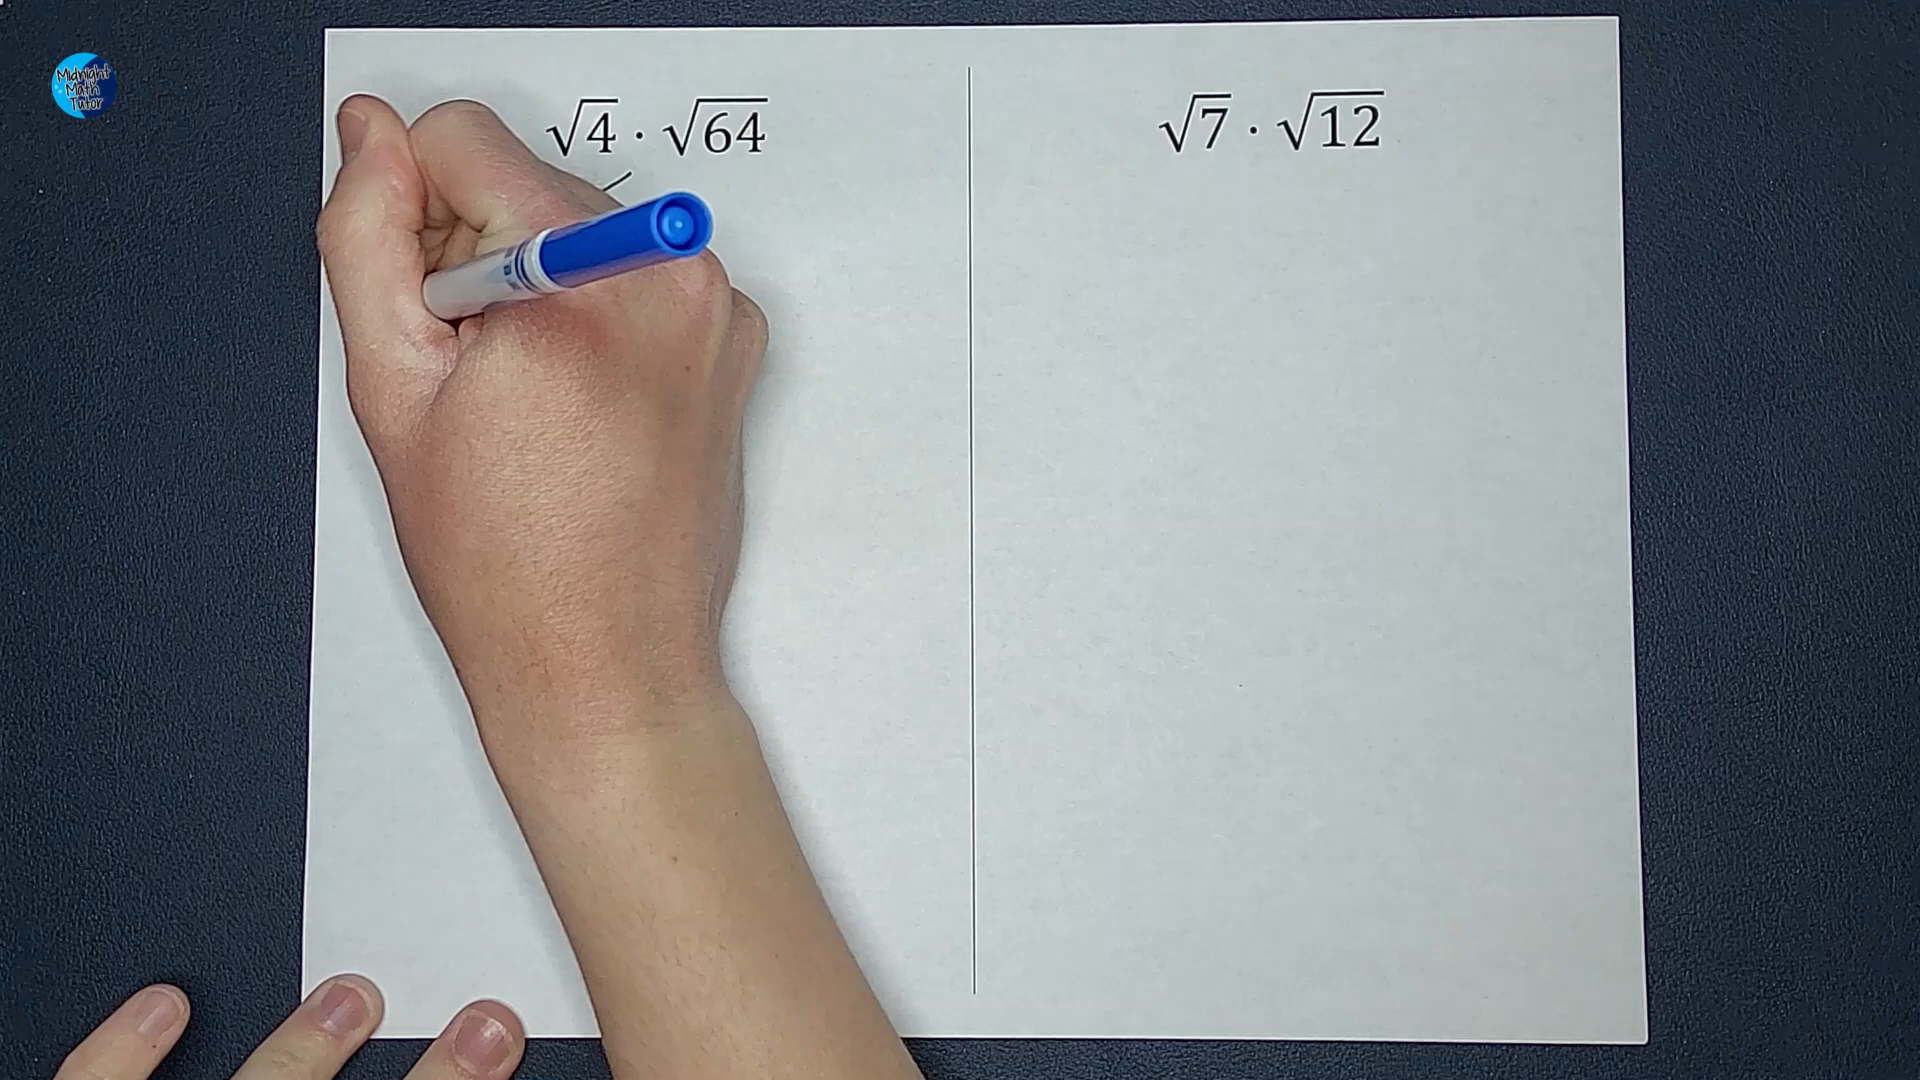 Midnight
Math
Tutor
√4 · √64
√7 · √12